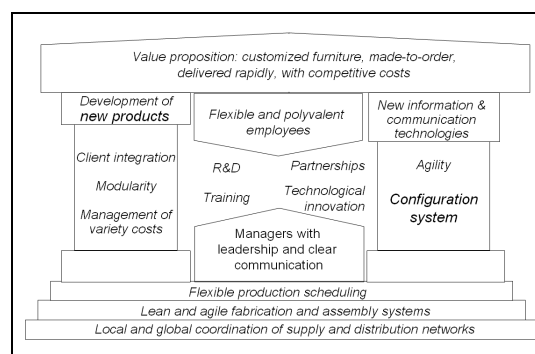 Value proposition: customized furniture, made-to-order,
delivered rapidly, with competitive costs
Development of
new products
Client integration
Modularity
Management of
variety costs
Flexible and polyvalent
employees
R&D
Partnerships
Training
Technological
innovation
Managers with
leadership and clear
communication
New information &
communication
technologies
Agility
Configuration
system
Flexible production scheduling
Lean and agile fabrication and assembly systems
Local and global coordination of supply and distribution networks